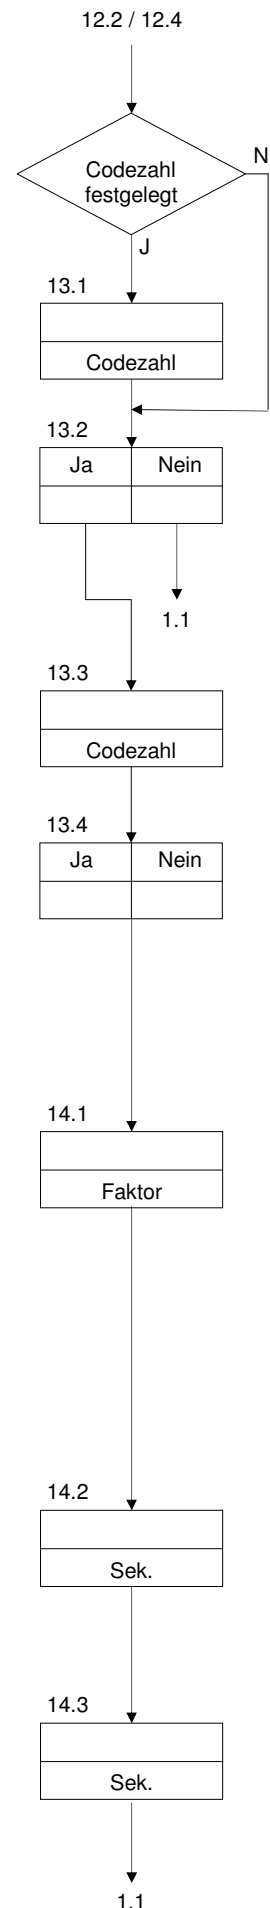 12.2 / 12.4
Codezahl
festgelegt
N
J
13.1
Codezahl
13.2
Ja Nein
1.1
13.3
Codezahl
13.4
Ja Nein
14.1
Faktor
14.2
Sek.
14.3
Sek.
1.1